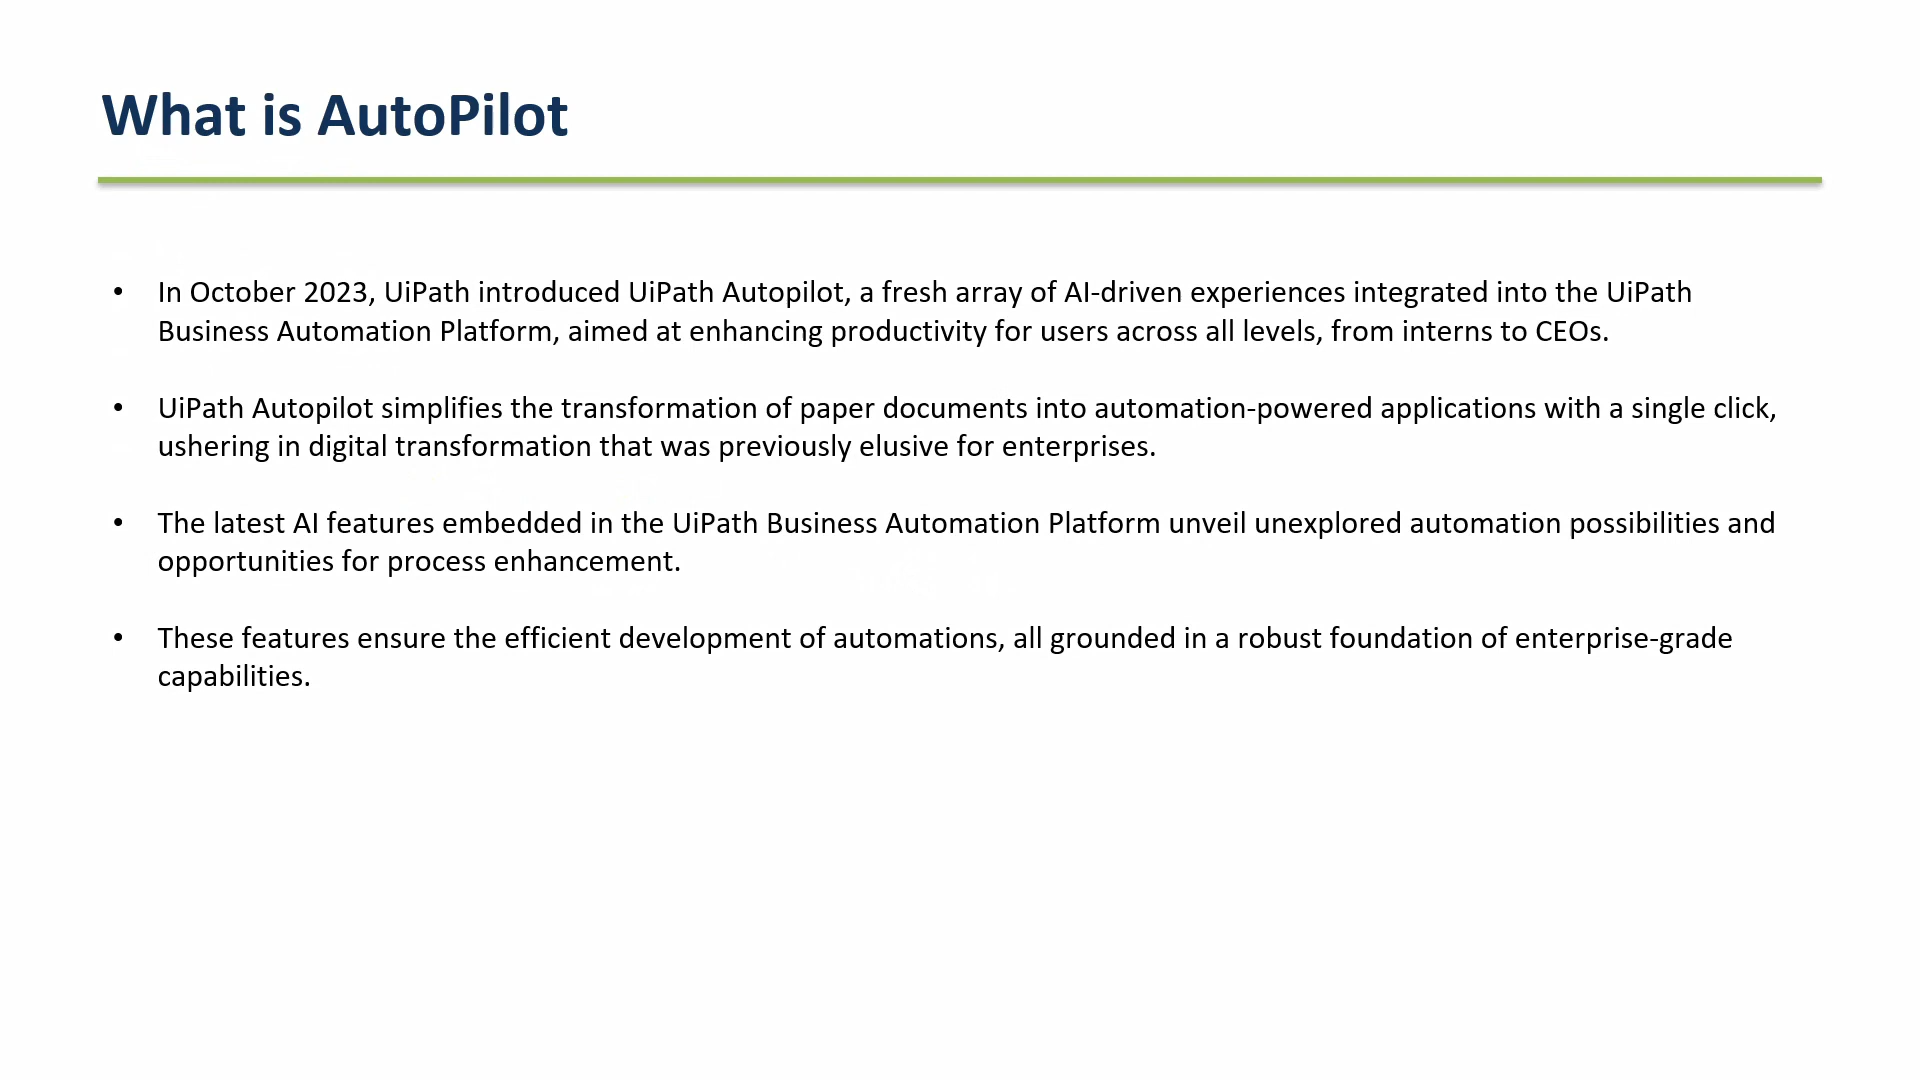 What is AutoPilot
• In October 2023, UiPath introduced UiPath Autopilot, a fresh array of AI-driven experiences integrated into the UiPath
Business Automation Platform, aimed at enhancing productivity for users across all levels, from interns to CEOs.
• UiPath Autopilot simplifies the transformation of paper documents into automation-powered applications with a single click,
ushering in digital transformation that was previously elusive for enterprises.
• The latest AI features embedded in the UiPath Business Automation Platform unveil unexplored automation possibilities and
opportunities for process enhancement.
• These features ensure the efficient development of automations, all grounded in a robust foundation of enterprise-grade
capabilities.